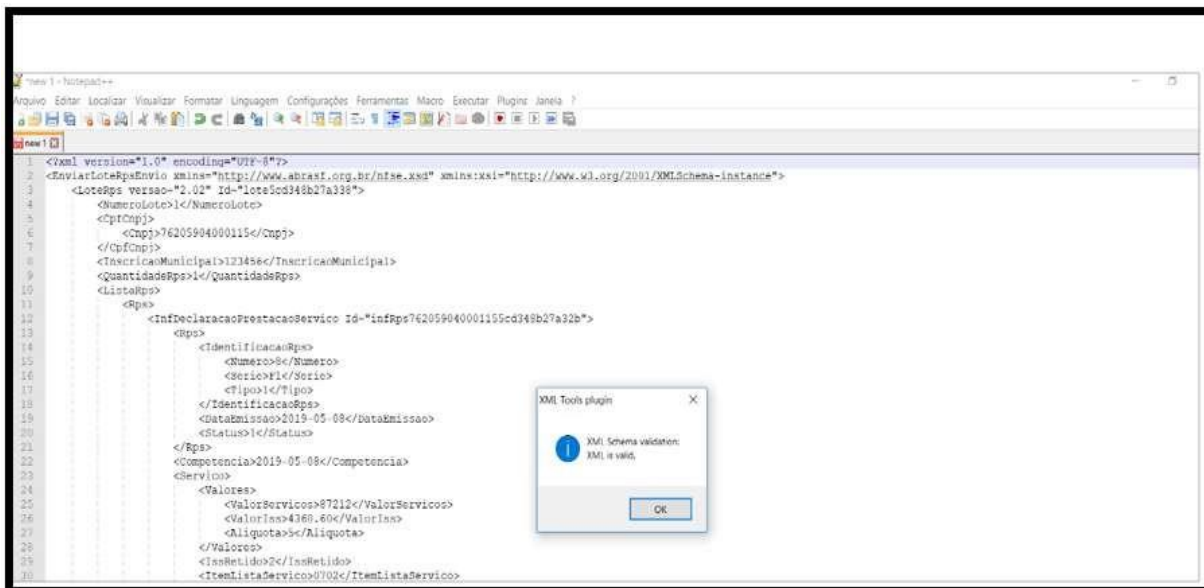 *new 1 - Notepad++
Arquivo Editar Localizar Visualizar Formatar Linguagem Configurações Ferramentas Macro Executar Plugins Janela ?
new 1
1 <?xml version="1.0" encoding="UTF-8"?>
2 <EnviarLoteRpsEnvio xmlns="http://www.abrasf.org.br/nfse.xsd" xmlns:xsi="http://www.w3.org/2001/XMLSchema-instance">
3 <LoteRps versao="2.02" Id="lote5cd348b27a338">
4 <NumeroLote>1</NumeroLote>
5 <CpfCnpj>
6 <Cnpj>76205904000115</Cnpj>
7 </CpfCnpj>
8 <InscricaoMunicipal>123456</InscricaoMunicipal>
9 <QuantidadeRps>1</QuantidadeRps>
10 <ListaRps>
11 <Rps>
12 <InfDeclaracaoPrestacaoServico Id="infRps762059040001155cd348b27a32b">
13 <Rps>
14 <IdentificacaoRps>
15 <Numero>8</Numero>
16 <Serie>F1</Serie>
17 <Tipo>1</Tipo>
18 </IdentificacaoRps>
19 <DataEmissao>2019-05-08</DataEmissao>
20 <Status>1</Status>
21 </Rps>
22 <Competencia>2019-05-08</Competencia>
23 <Servico>
24 <Valores>
25 <ValorServicos>87212</ValorServicos>
26 <ValorIss>4360.60</ValorIss>
27 <Aliquota>5</Aliquota>
28 </Valores>
29 <IssRetido>2</IssRetido>
30 <ItemListaServico>0702</ItemListaServico>
XML Tools plugin
XML Schema validation:
XML is valid.
OK